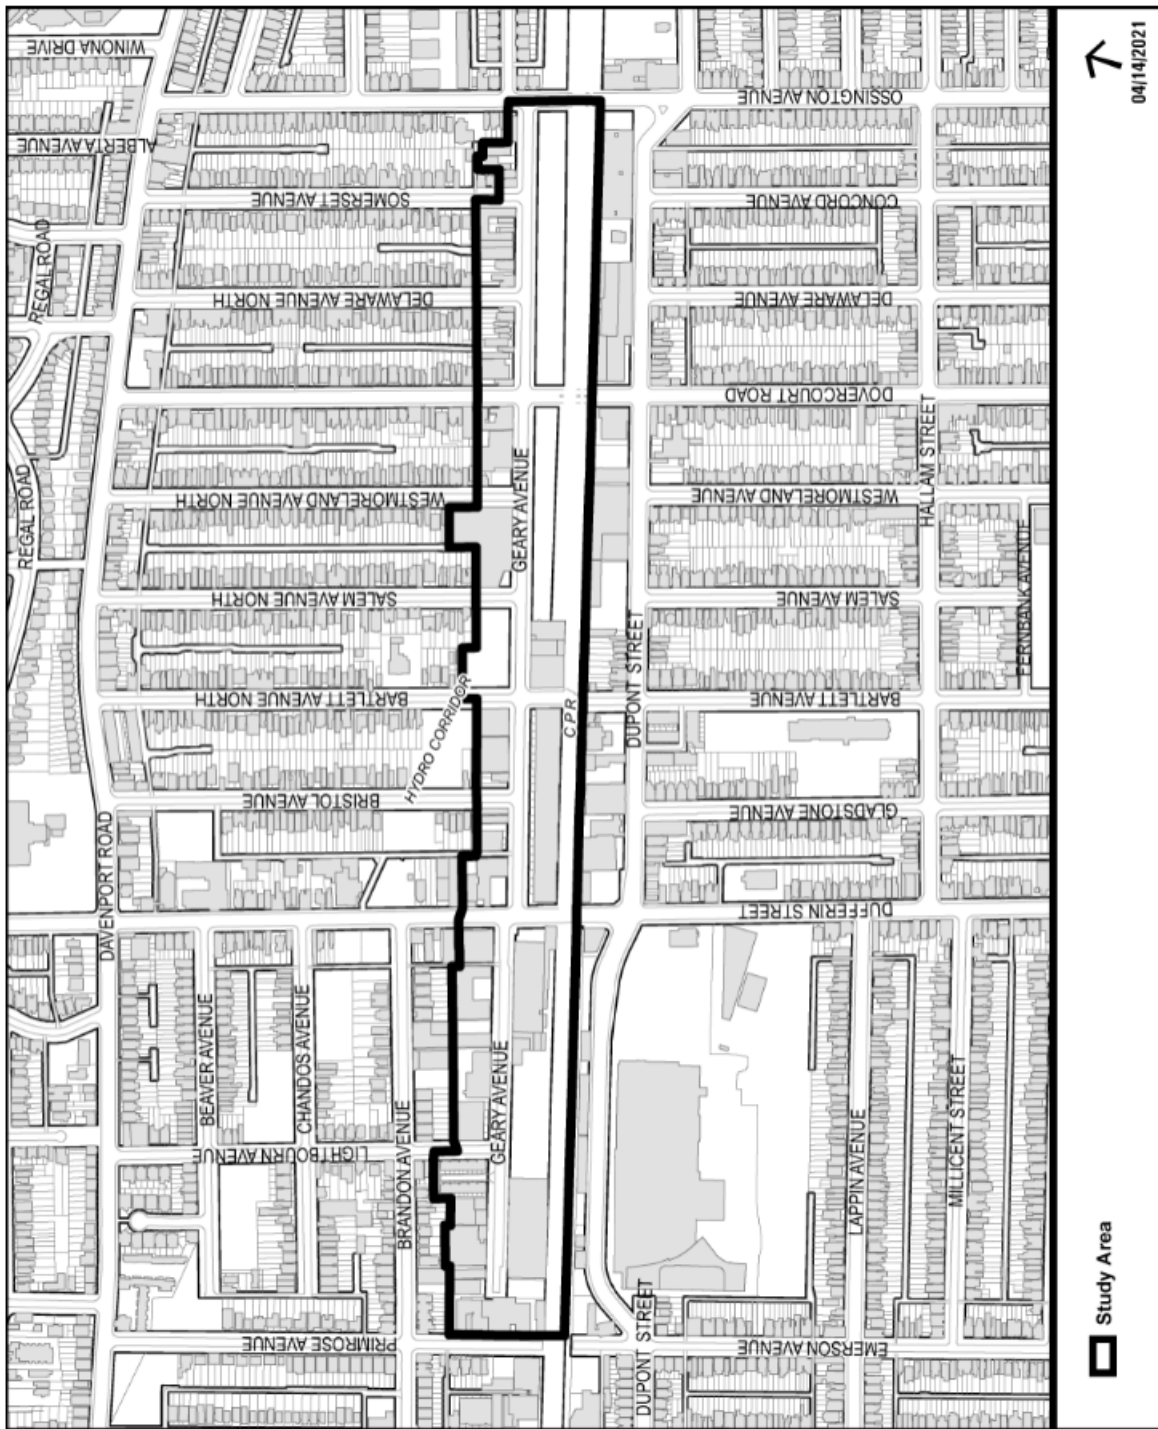 WINONA DRIVE
ALBERTA AVENUE
REGAL ROAD
REGAL ROAD
DAVENPORT ROAD
OSSINGTON AVENUE
SOMERSET AVENUE
CONCORD AVENUE
DELAWARE AVENUE NORTH
DELAWARE AVENUE
DOVERCOURT ROAD
WESTMORELAND AVENUE NORTH
WESTMORELAND AVENUE
HALLAM STREET
GEARY AVENUE
SALEM AVENUE NORTH
SALEM AVENUE
FERNBANK AVENUE
DUPONT STREET
BARTLETT AVENUE NORTH
BARTLETT AVENUE
HYDRO CORRIDOR
C P R
BRISTOL AVENUE
GLADSTONE AVENUE
DUFFERIN STREET
BEAVER AVENUE
CHANDOS AVENUE
BRANDON AVENUE
LIGHTBOURN AVENUE
GEARY AVENUE
LAPPIN AVENUE
MILLICENT STREET
PRIMROSE AVENUE
DUPONT STREET
EMERSON AVENUE
Study Area
04/14/2021